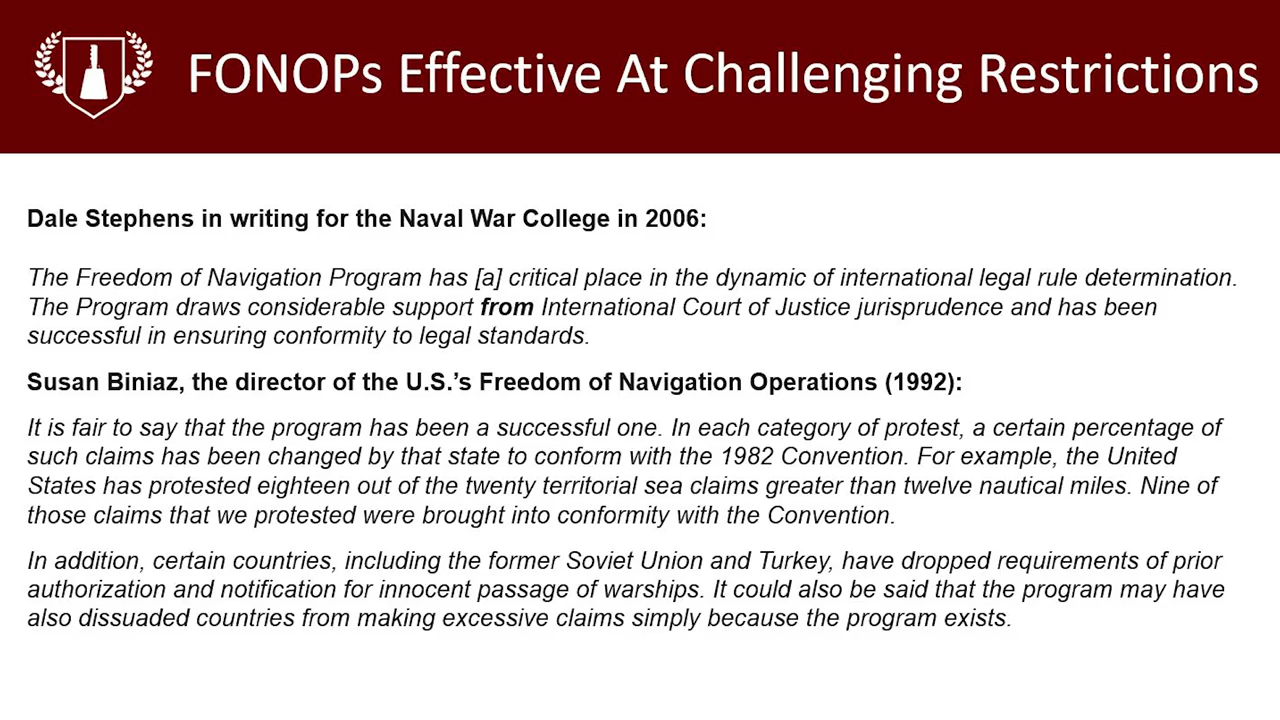 FONOPs Effective At Challenging Restrictions
Dale Stephens in writing for the Naval War College in 2006:
The Freedom of Navigation Program has [a] critical place in the dynamic of international legal rule determination.
The Program draws considerable support from International Court of Justice jurisprudence and has been
successful in ensuring conformity to legal standards.
Susan Biniaz, the director of the U.S.’s Freedom of Navigation Operations (1992):
It is fair to say that the program has been a successful one. In each category of protest, a certain percentage of
such claims has been changed by that state to conform with the 1982 Convention. For example, the United
States has protested eighteen out of the twenty territorial sea claims greater than twelve nautical miles. Nine of
those claims that we protested were brought into conformity with the Convention.
In addition, certain countries, including the former Soviet Union and Turkey, have dropped requirements of prior
authorization and notification for innocent passage of warships. It could also be said that the program may have
also dissuaded countries from making excessive claims simply because the program exists.